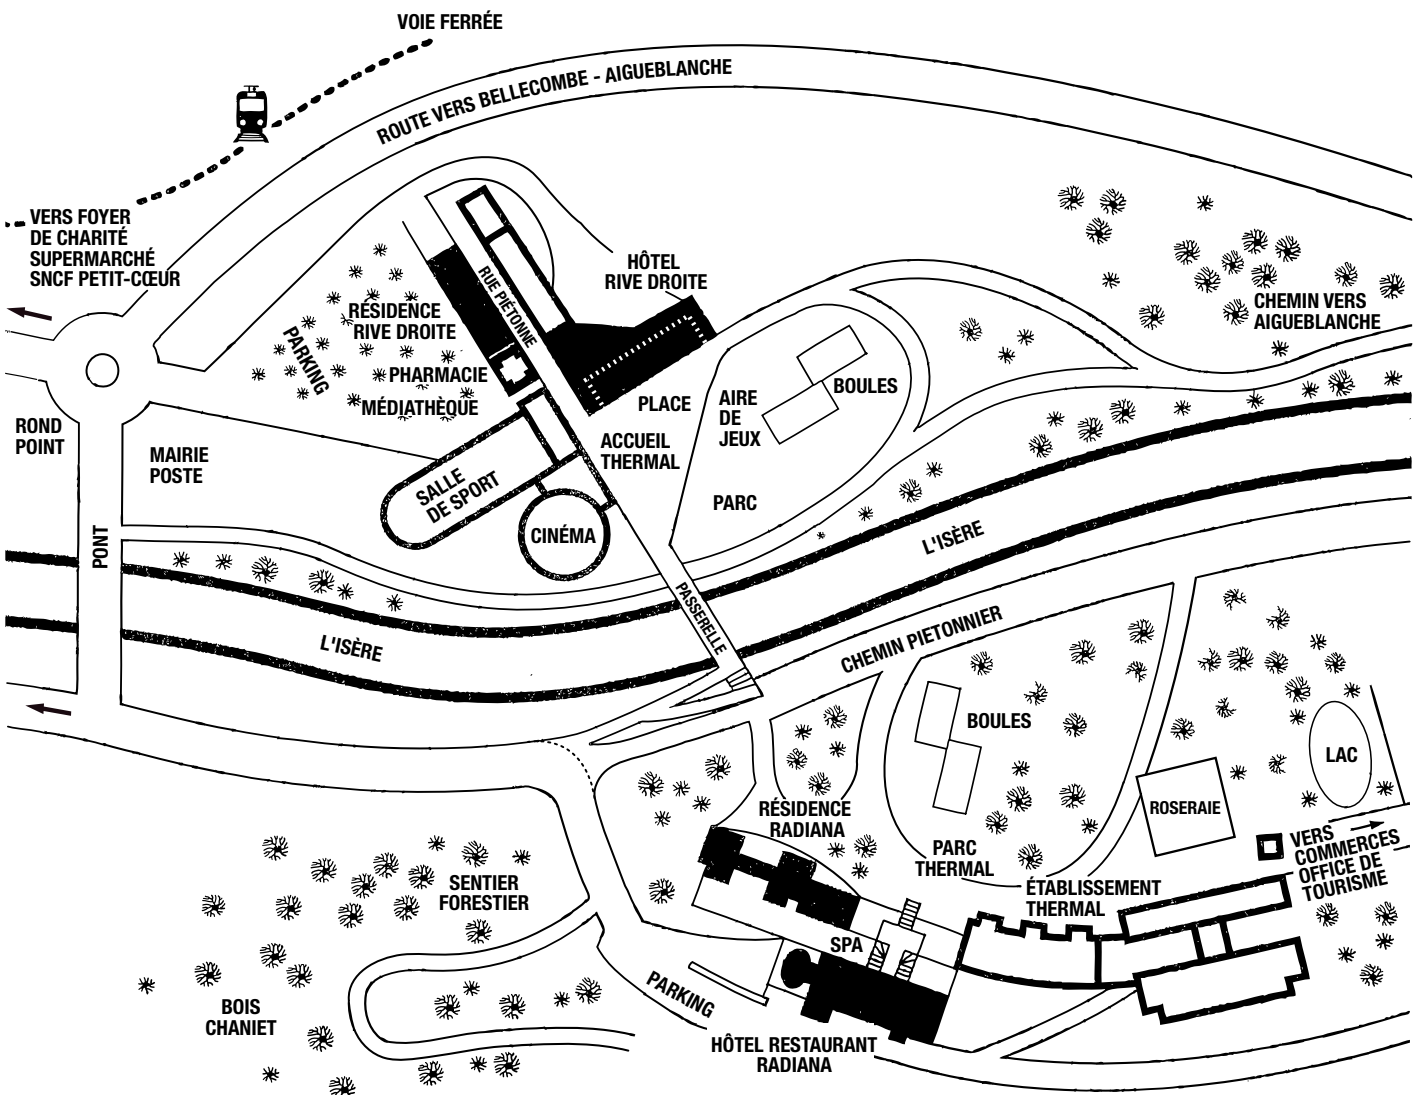 VOIE FERRÉE
ROUTE VERS BELLECOMBE - AIGUEBLANCHE
VERS FOYER
DE CHARITÉ
SUPERMARCHÉ
SNCF PETIT-CŒUR
HÔTEL
RIVE DROITE
RUE PIÉTONNE
CHEMIN VERS
AIGUEBLANCHE
RÉSIDENCE
RIVE DROITE
PARKING
PHARMACIE
MÉDIATHÈQUE
PLACE
AIRE
DE
JEUX
BOULES
ROND
POINT
MAIRIE
POSTE
ACCUEIL
THERMAL
SALLE
DE SPORT
PARC
CINÉMA
PONT
L'ISÈRE
L'ISÈRE
PASSERELLE
CHEMIN PIETONNIER
BOULES
LAC
RÉSIDENCE
RADIANA
ROSERAIE
PARC
THERMAL
VERS
COMMERCES
OFFICE DE
TOURISME
SENTIER
FORESTIER
ÉTABLISSEMENT
THERMAL
SPA
PARKING
BOIS
CHANIET
HÔTEL RESTAURANT
RADIANA